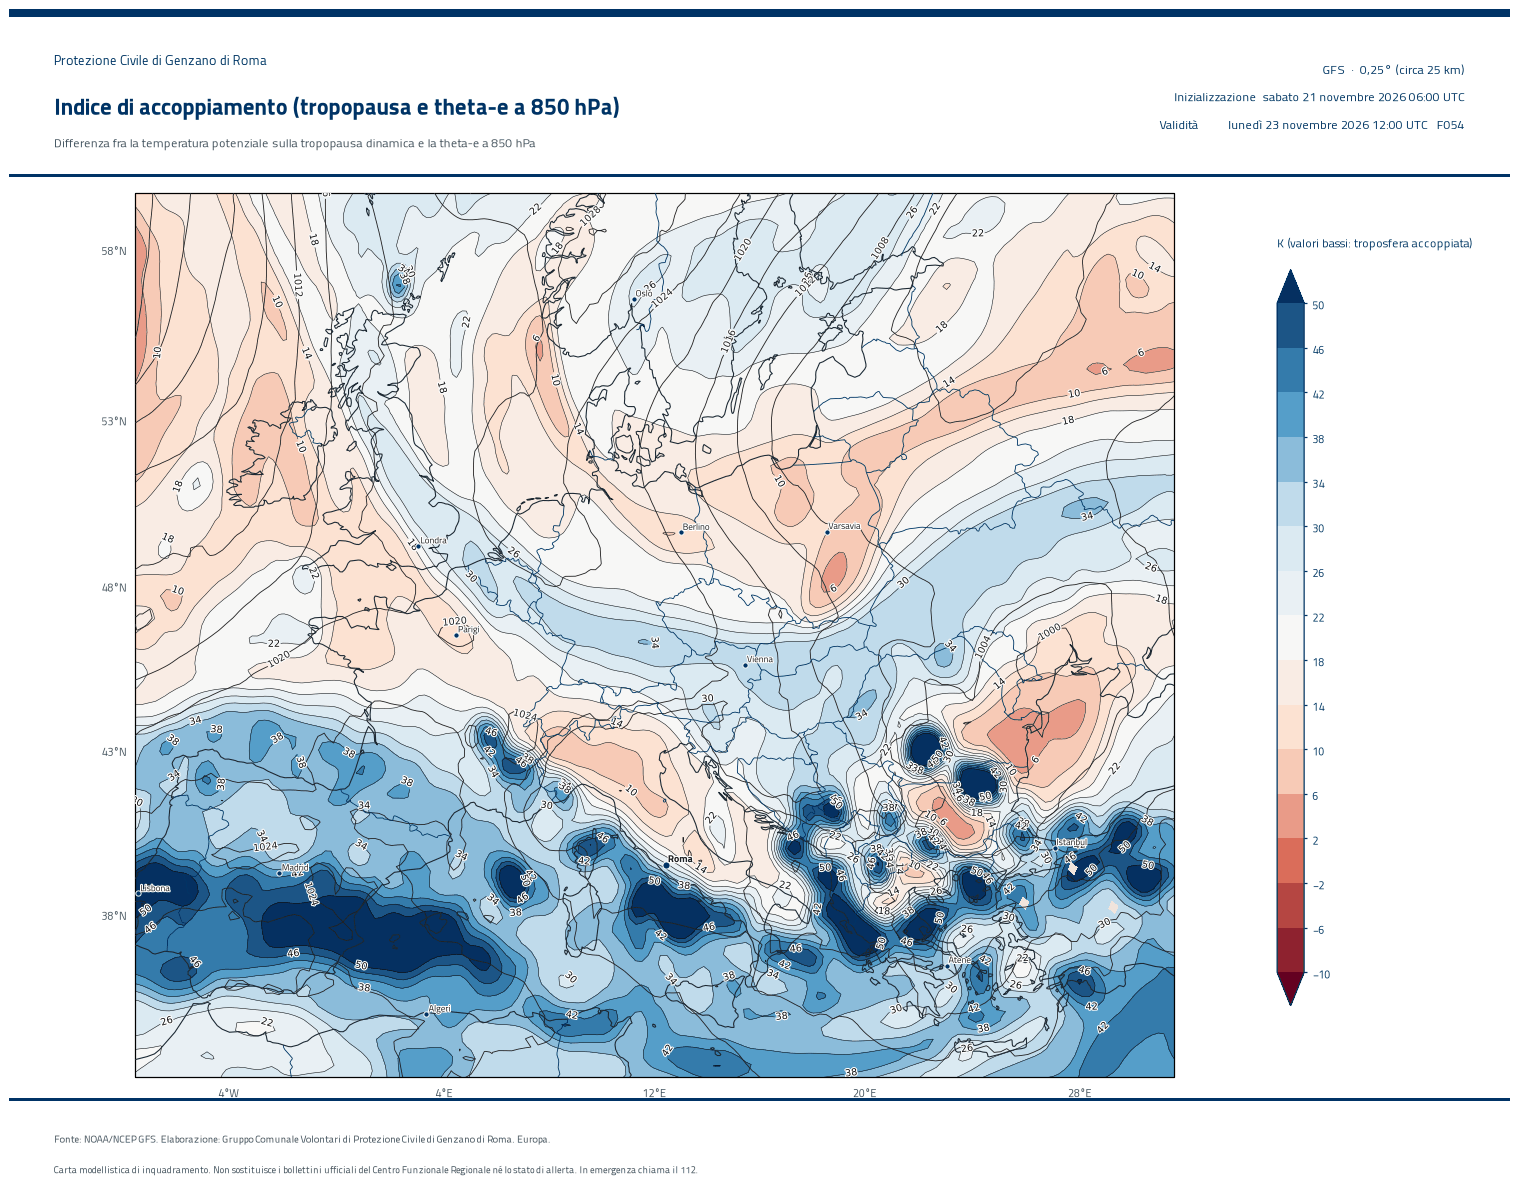 Protezione Civile di Genzano di Roma
Indice di accoppiamento (tropopausa e theta-e a 850 hPa)
Differenza fra la temperatura potenziale sulla tropopausa dinamica e la theta-e a 850 hPa
GFS · 0,25° (circa 25 km)
Inizializzazione sabato 21 novembre 2026 06:00 UTC
Validità lunedì 23 novembre 2026 12:00 UTC F054
K (valori bassi: troposfera accoppiata)
50
46
42
38
34
30
26
22
18
14
10
6
2
−2
−6
−10
58°N
53°N
48°N
43°N
38°N
4°W
4°E
12°E
20°E
28°E
Oslo
Londra
Berlino
Varsavia
Parigi
Vienna
Madrid
Lisbona
Roma
Istanbul
Algeri
Atene
Fonte: NOAA/NCEP GFS. Elaborazione: Gruppo Comunale Volontari di Protezione Civile di Genzano di Roma. Europa.
Carta modellistica di inquadramento. Non sostituisce i bollettini ufficiali del Centro Funzionale Regionale né lo stato di allerta. In emergenza chiama il 112.